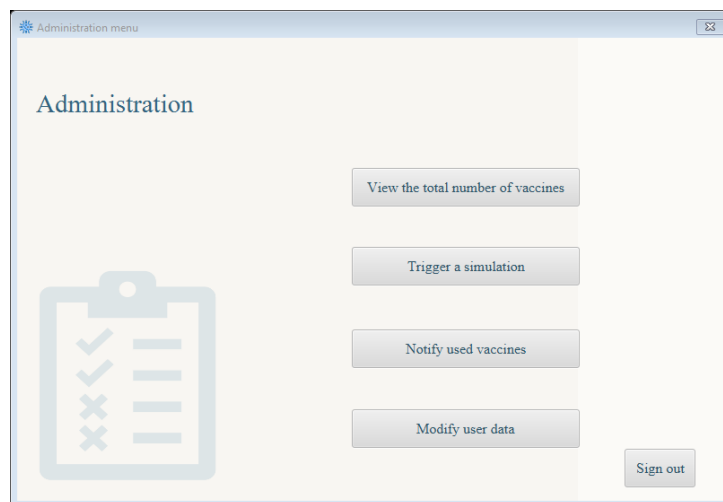 Administration menu
Administration
View the total number of vaccines
Trigger a simulation
Notify used vaccines
Modify user data
Sign out